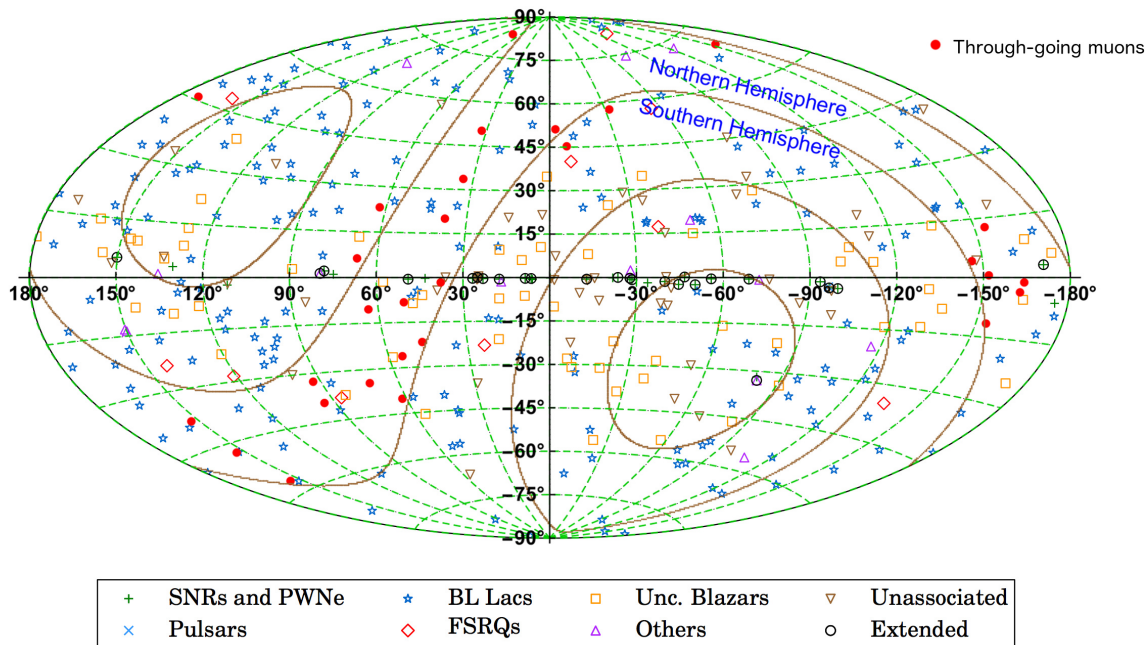 90°
75°
60°
45°
30°
15°
Through-going muons
Northern Hemisphere
Southern Hemisphere
180° 150° 120° 90° 60° 30° -30° -60° -90° -120° -150° -180°
−15°
−30°
−45°
−60°
−75°
−90°
SNRs and PWNe BL Lacs Unc. Blazars Unassociated
Pulsars FSRQs Others Extended